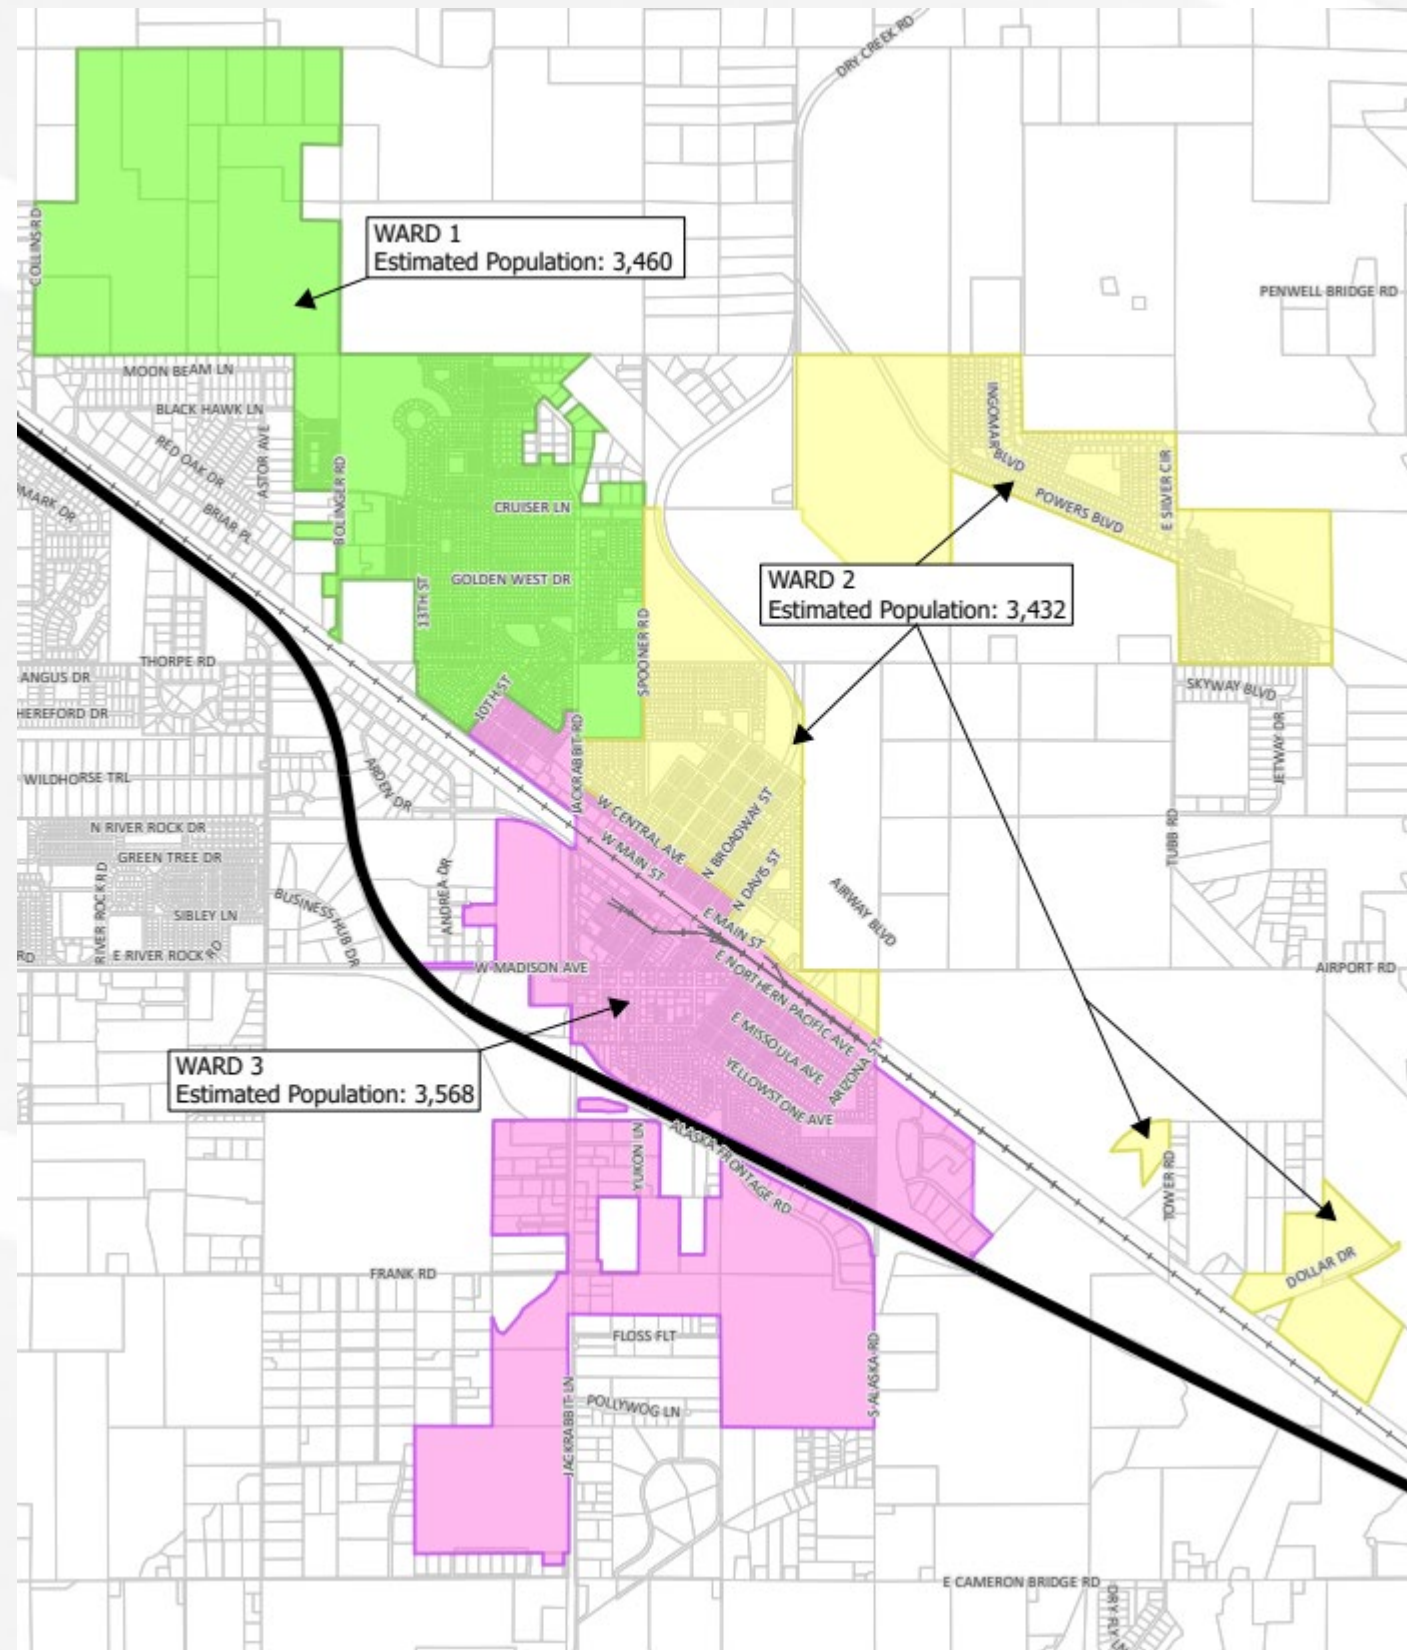 DRY CREEK RD
COLLINS RD
WARD 1
Estimated Population: 3,460
PENWELL BRIDGE RD
MOON BEAM LN
BLACK HAWK LN
INGOMAR BLVD
RED OAK DR
ASTOR AVE
BOLINGER RD
E SILVER CIR
MARK DR
BRIAR PL
CRUISER LN
POWERS BLVD
GOLDEN WEST DR
13TH ST
WARD 2
Estimated Population: 3,432
SPOONER RD
THORPE RD
ANGUS DR
10TH ST
SKYWAY BLVD
HEREFORD DR
JACKRABBIT RD
JETWAY DR
WILDHORSE TRL
ARDEN DR
W CENTRAL AVE
N BROADWAY ST
N RIVER ROCK DR
W MAIN ST
TUBB RD
GREEN TREE DR
N DAVIS ST
ANDREA DR
RIVER ROCK RD
SIBLEY LN
BUSINESS HUB DR
E MAIN ST
AIRWAY BLVD
RD
E RIVER ROCK RD
W MADISON AVE
AIRPORT RD
E NORTHERN PACIFIC AVE
E MISSOULA AVE
ARIZONA S
WARD 3
Estimated Population: 3,568
YELLOWSTONE AVE
YUKON LN
ALASKA FRONTAGE RD
TOWER RD
FRANK RD
DOLLAR DR
FLOSS FLT
S ALASKA RD
POLLYWOG LN
JACKRABBIT LN
E CAMERON BRIDGE RD
DRY FLY